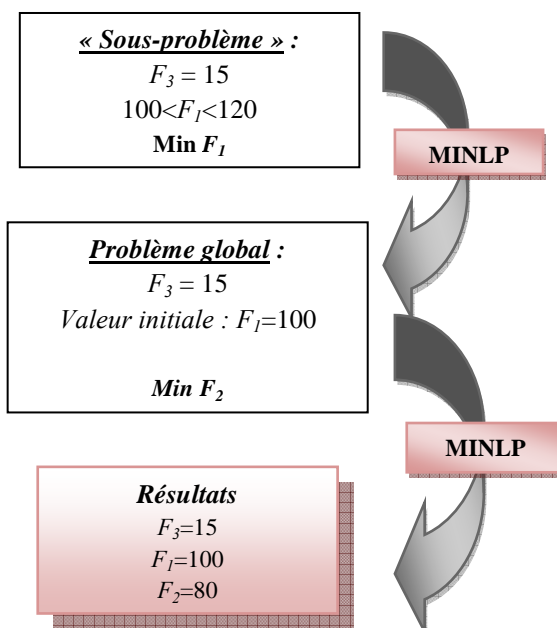 « Sous-problème » :
F3 = 15
100<F1<120
Min F1
MINLP
Problème global :
F3 = 15
Valeur initiale : F1=100
Min F2
MINLP
Résultats
F3=15
F1=100
F2=80